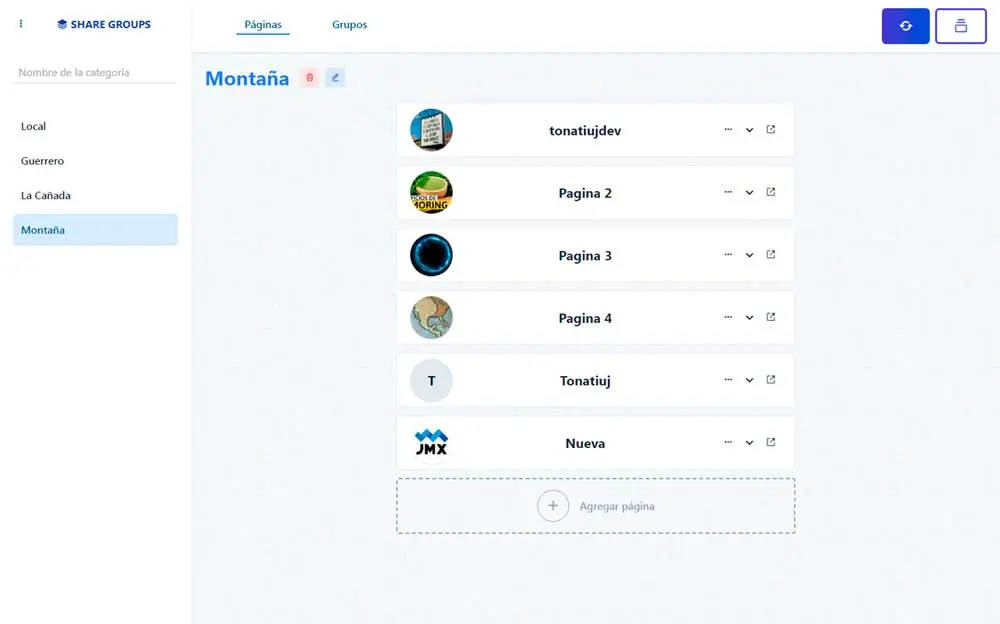 SHARE GROUPS
Páginas
Grupos
Nombre de la categoría
Local
Guerrero
La Cañada
Montaña
Montaña
tonatiujdev
Pagina 2
Pagina 3
Pagina 4
T
Tonatiuj
JMX
Nueva
Agregar página